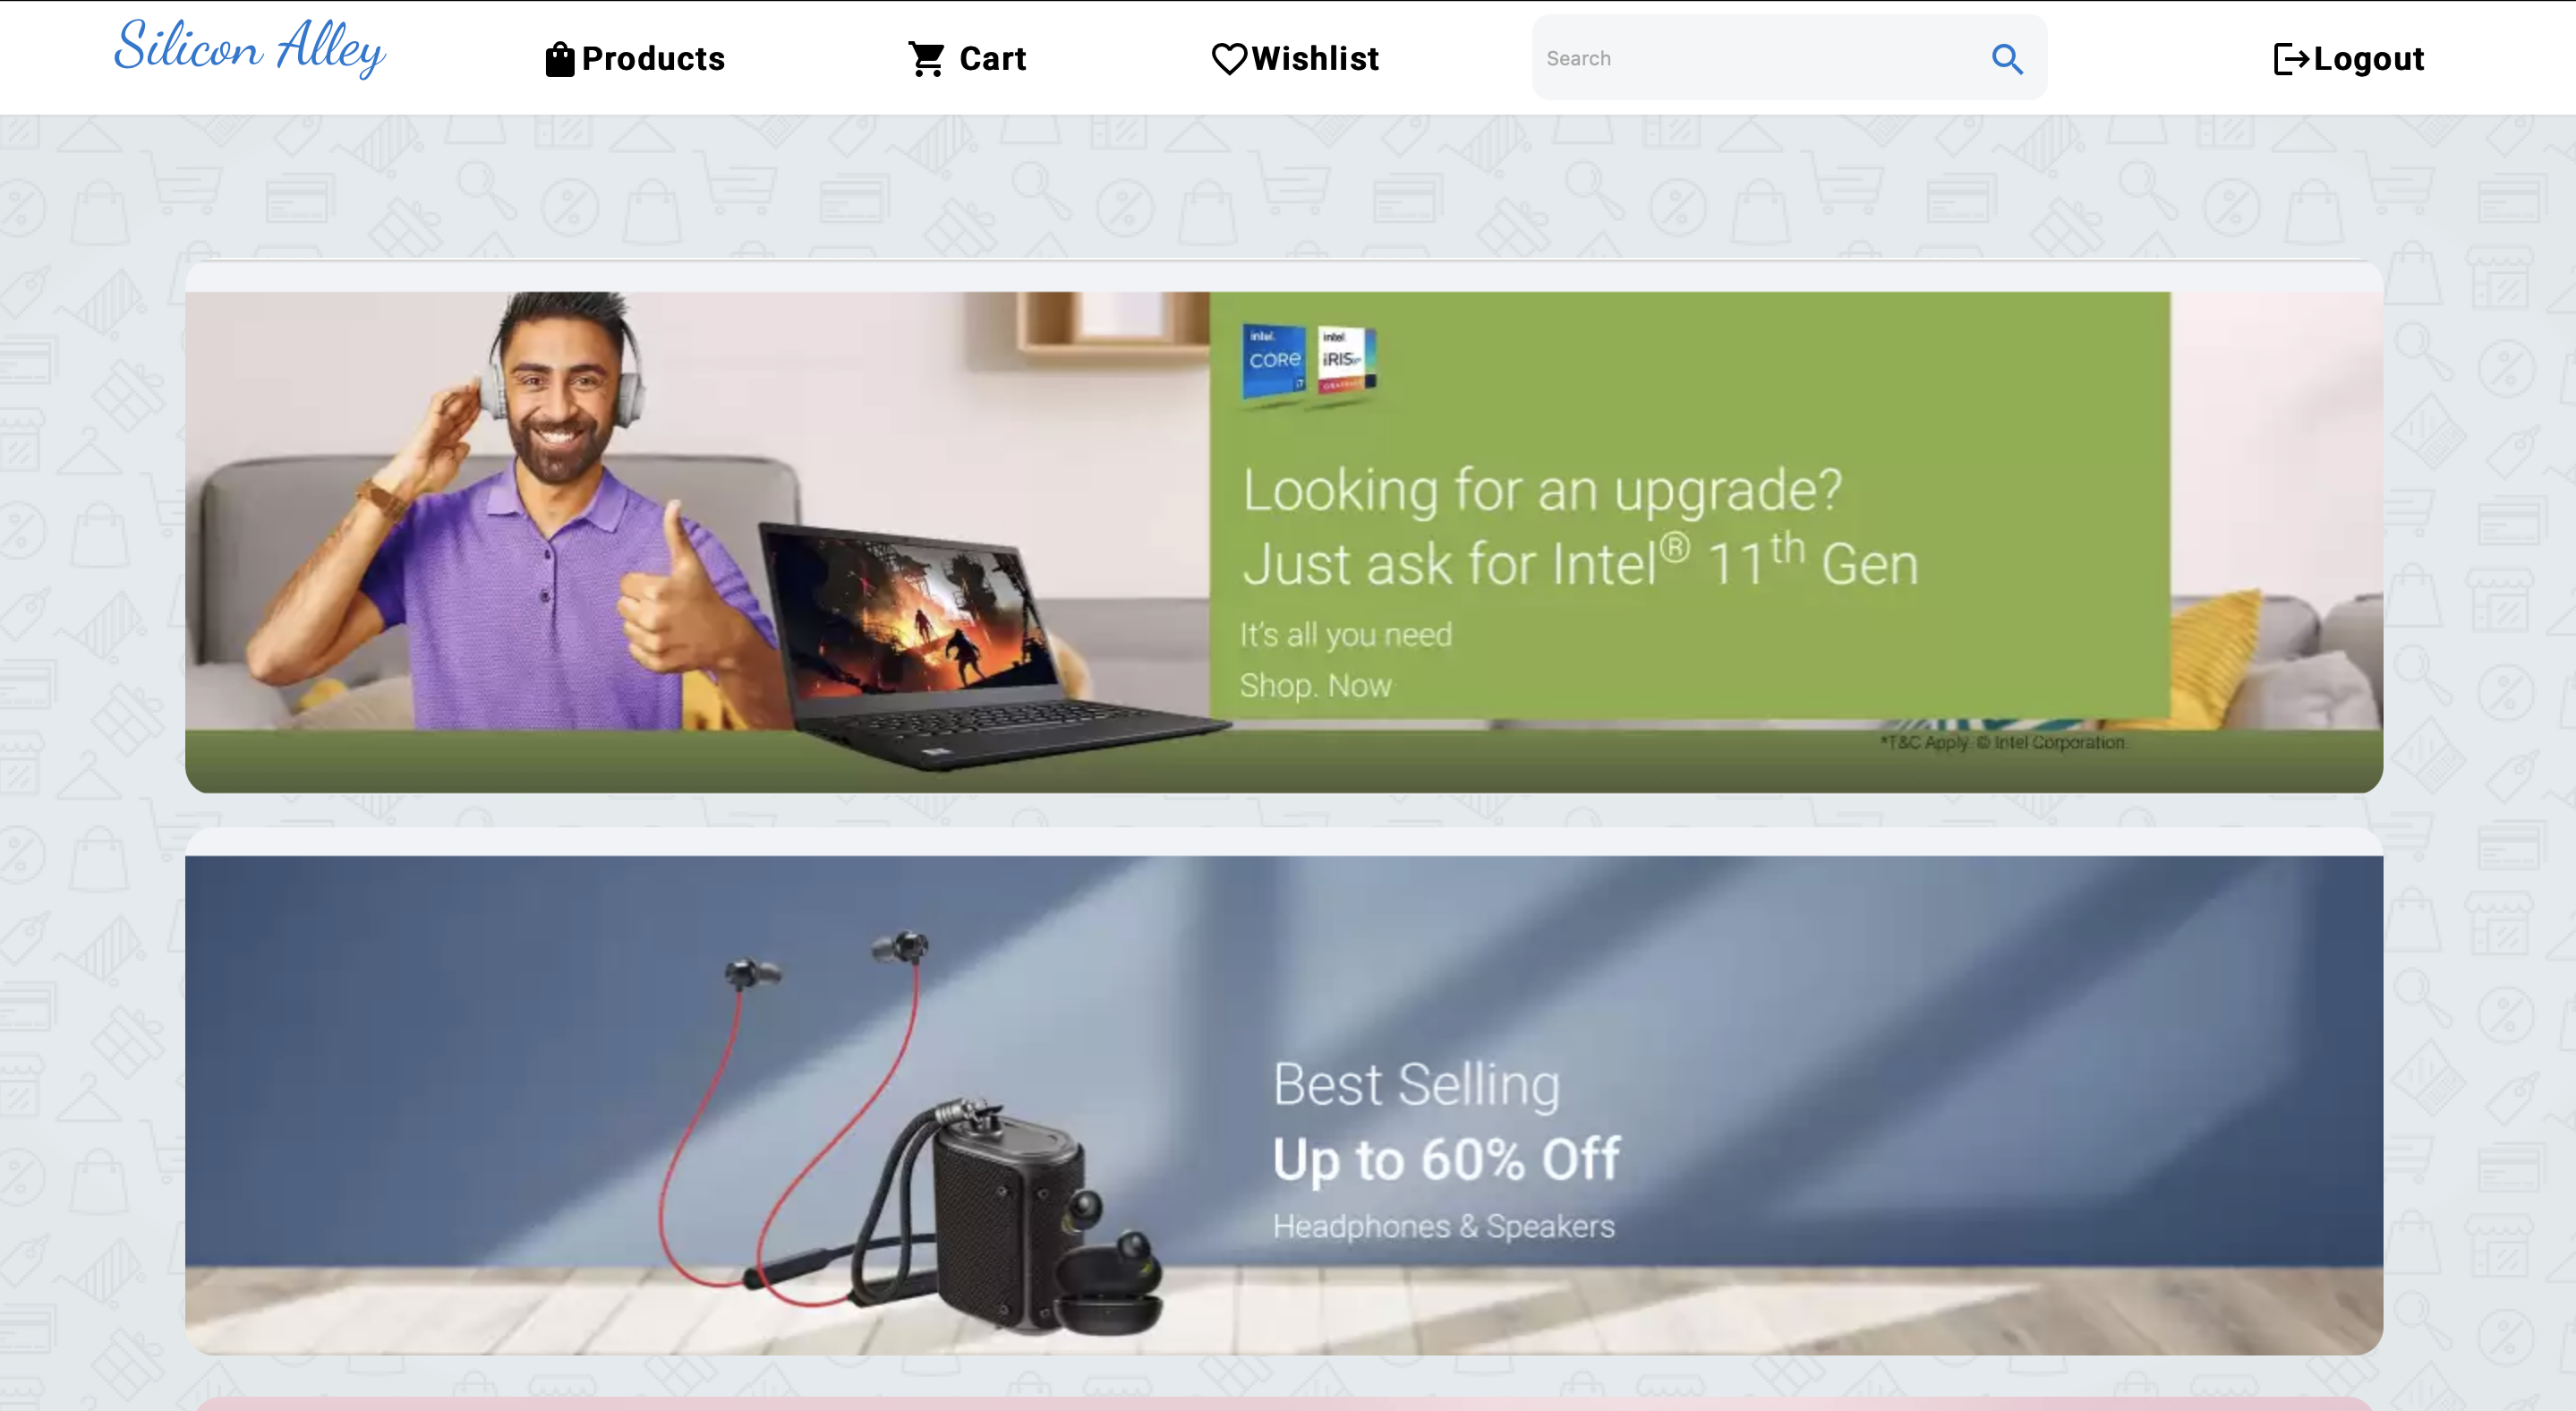 Silicon Alley
Products
Cart
Wishlist
Search
Logout
intel.
CORE
i7
intel.
iRIS Xe
GRAPHICS
Looking for an upgrade?
Just ask for Intel® 11th Gen
It's all you need
Shop. Now
*T&C Apply. © Intel Corporation.
Best Selling
Up to 60% Off
Headphones & Speakers